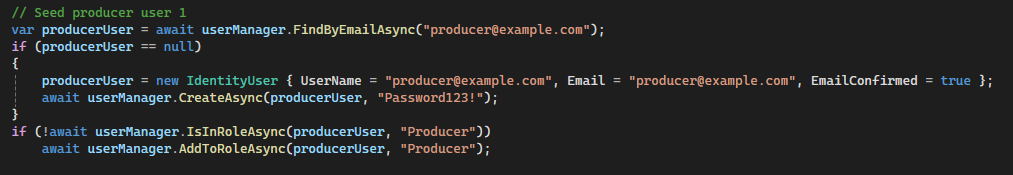 // Seed producer user 1
var producerUser = await userManager.FindByEmailAsync("producer@example.com");
if (producerUser == null)
{
    producerUser = new IdentityUser { UserName = "producer@example.com", Email = "producer@example.com", EmailConfirmed = true };
    await userManager.CreateAsync(producerUser, "Password123!");
}
if (!await userManager.IsInRoleAsync(producerUser, "Producer"))
    await userManager.AddToRoleAsync(producerUser, "Producer");